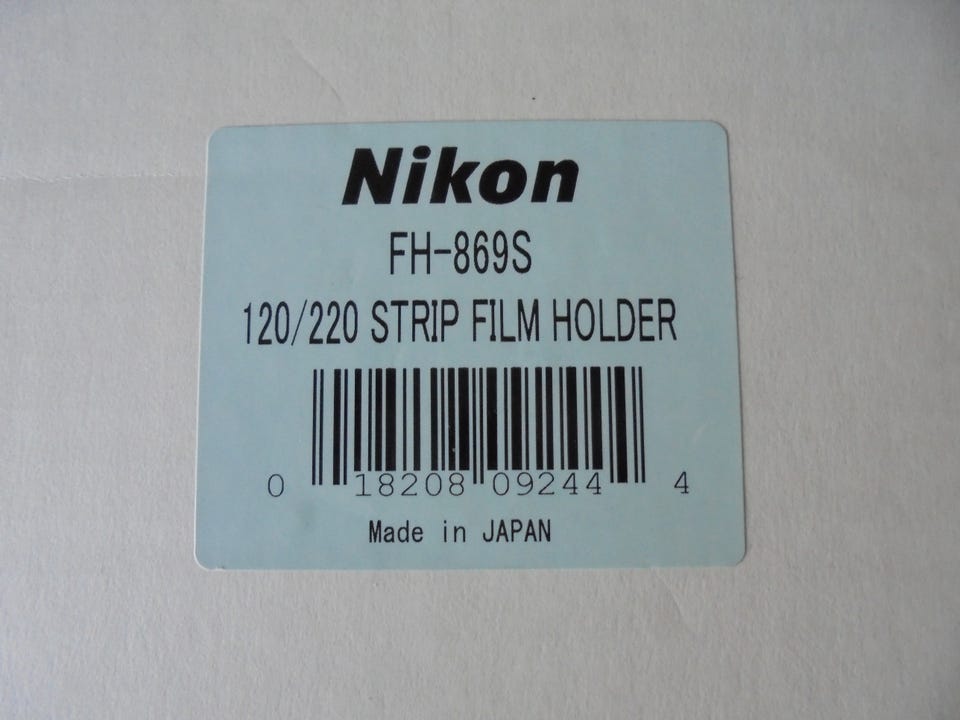 Nikon
FH-869S
120/220 STRIP FILM HOLDER
0 18208 09244 4
Made in JAPAN